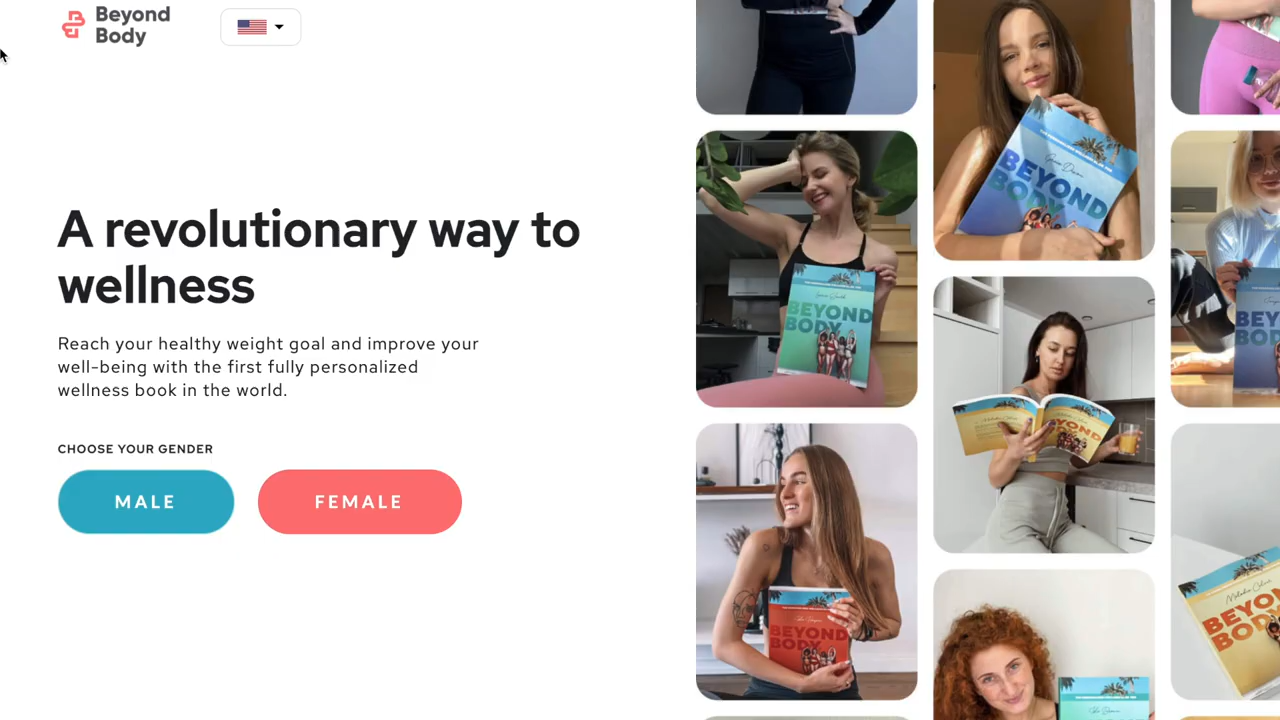 Beyond
Body
A revolutionary way to
wellness
Reach your healthy weight goal and improve your
well-being with the first fully personalized
wellness book in the world.
CHOOSE YOUR GENDER
MALE
FEMALE
BEYOND
BODY
BEYOND
BODY
BEYOND
BEYOND
BODY